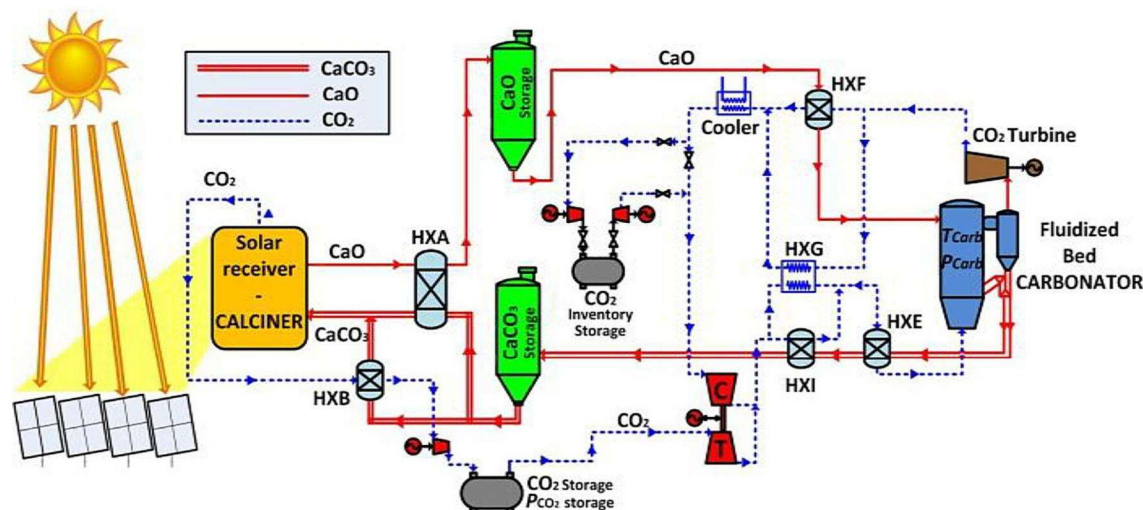 CaCO3
CaO
CO2
CaO
Storage
CaO
Cooler
HXF
CO2 Turbine
CO2
Solar
receiver
-
CALCINER
CaO
HXA
CaCO3
CO2
Inventory
Storage
HXG
TCarb
PCarb
Fluidized
Bed
CARBONATOR
CaCO3
Storage
HXE
HXI
HXB
C
T
CO2
CO2 Storage
PCO2 storage